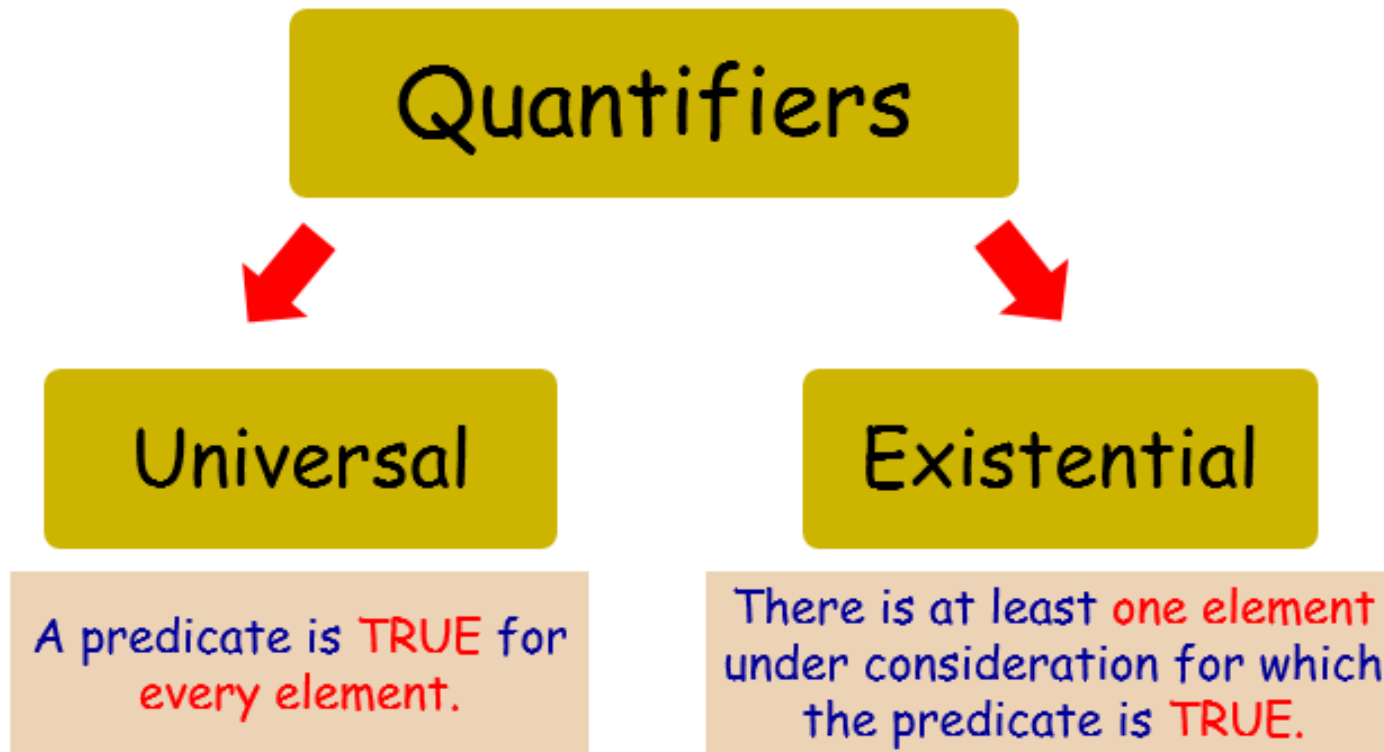 Quantifiers
Universal
Existential
A predicate is TRUE for
every element.
There is at least one element
under consideration for which
the predicate is TRUE.